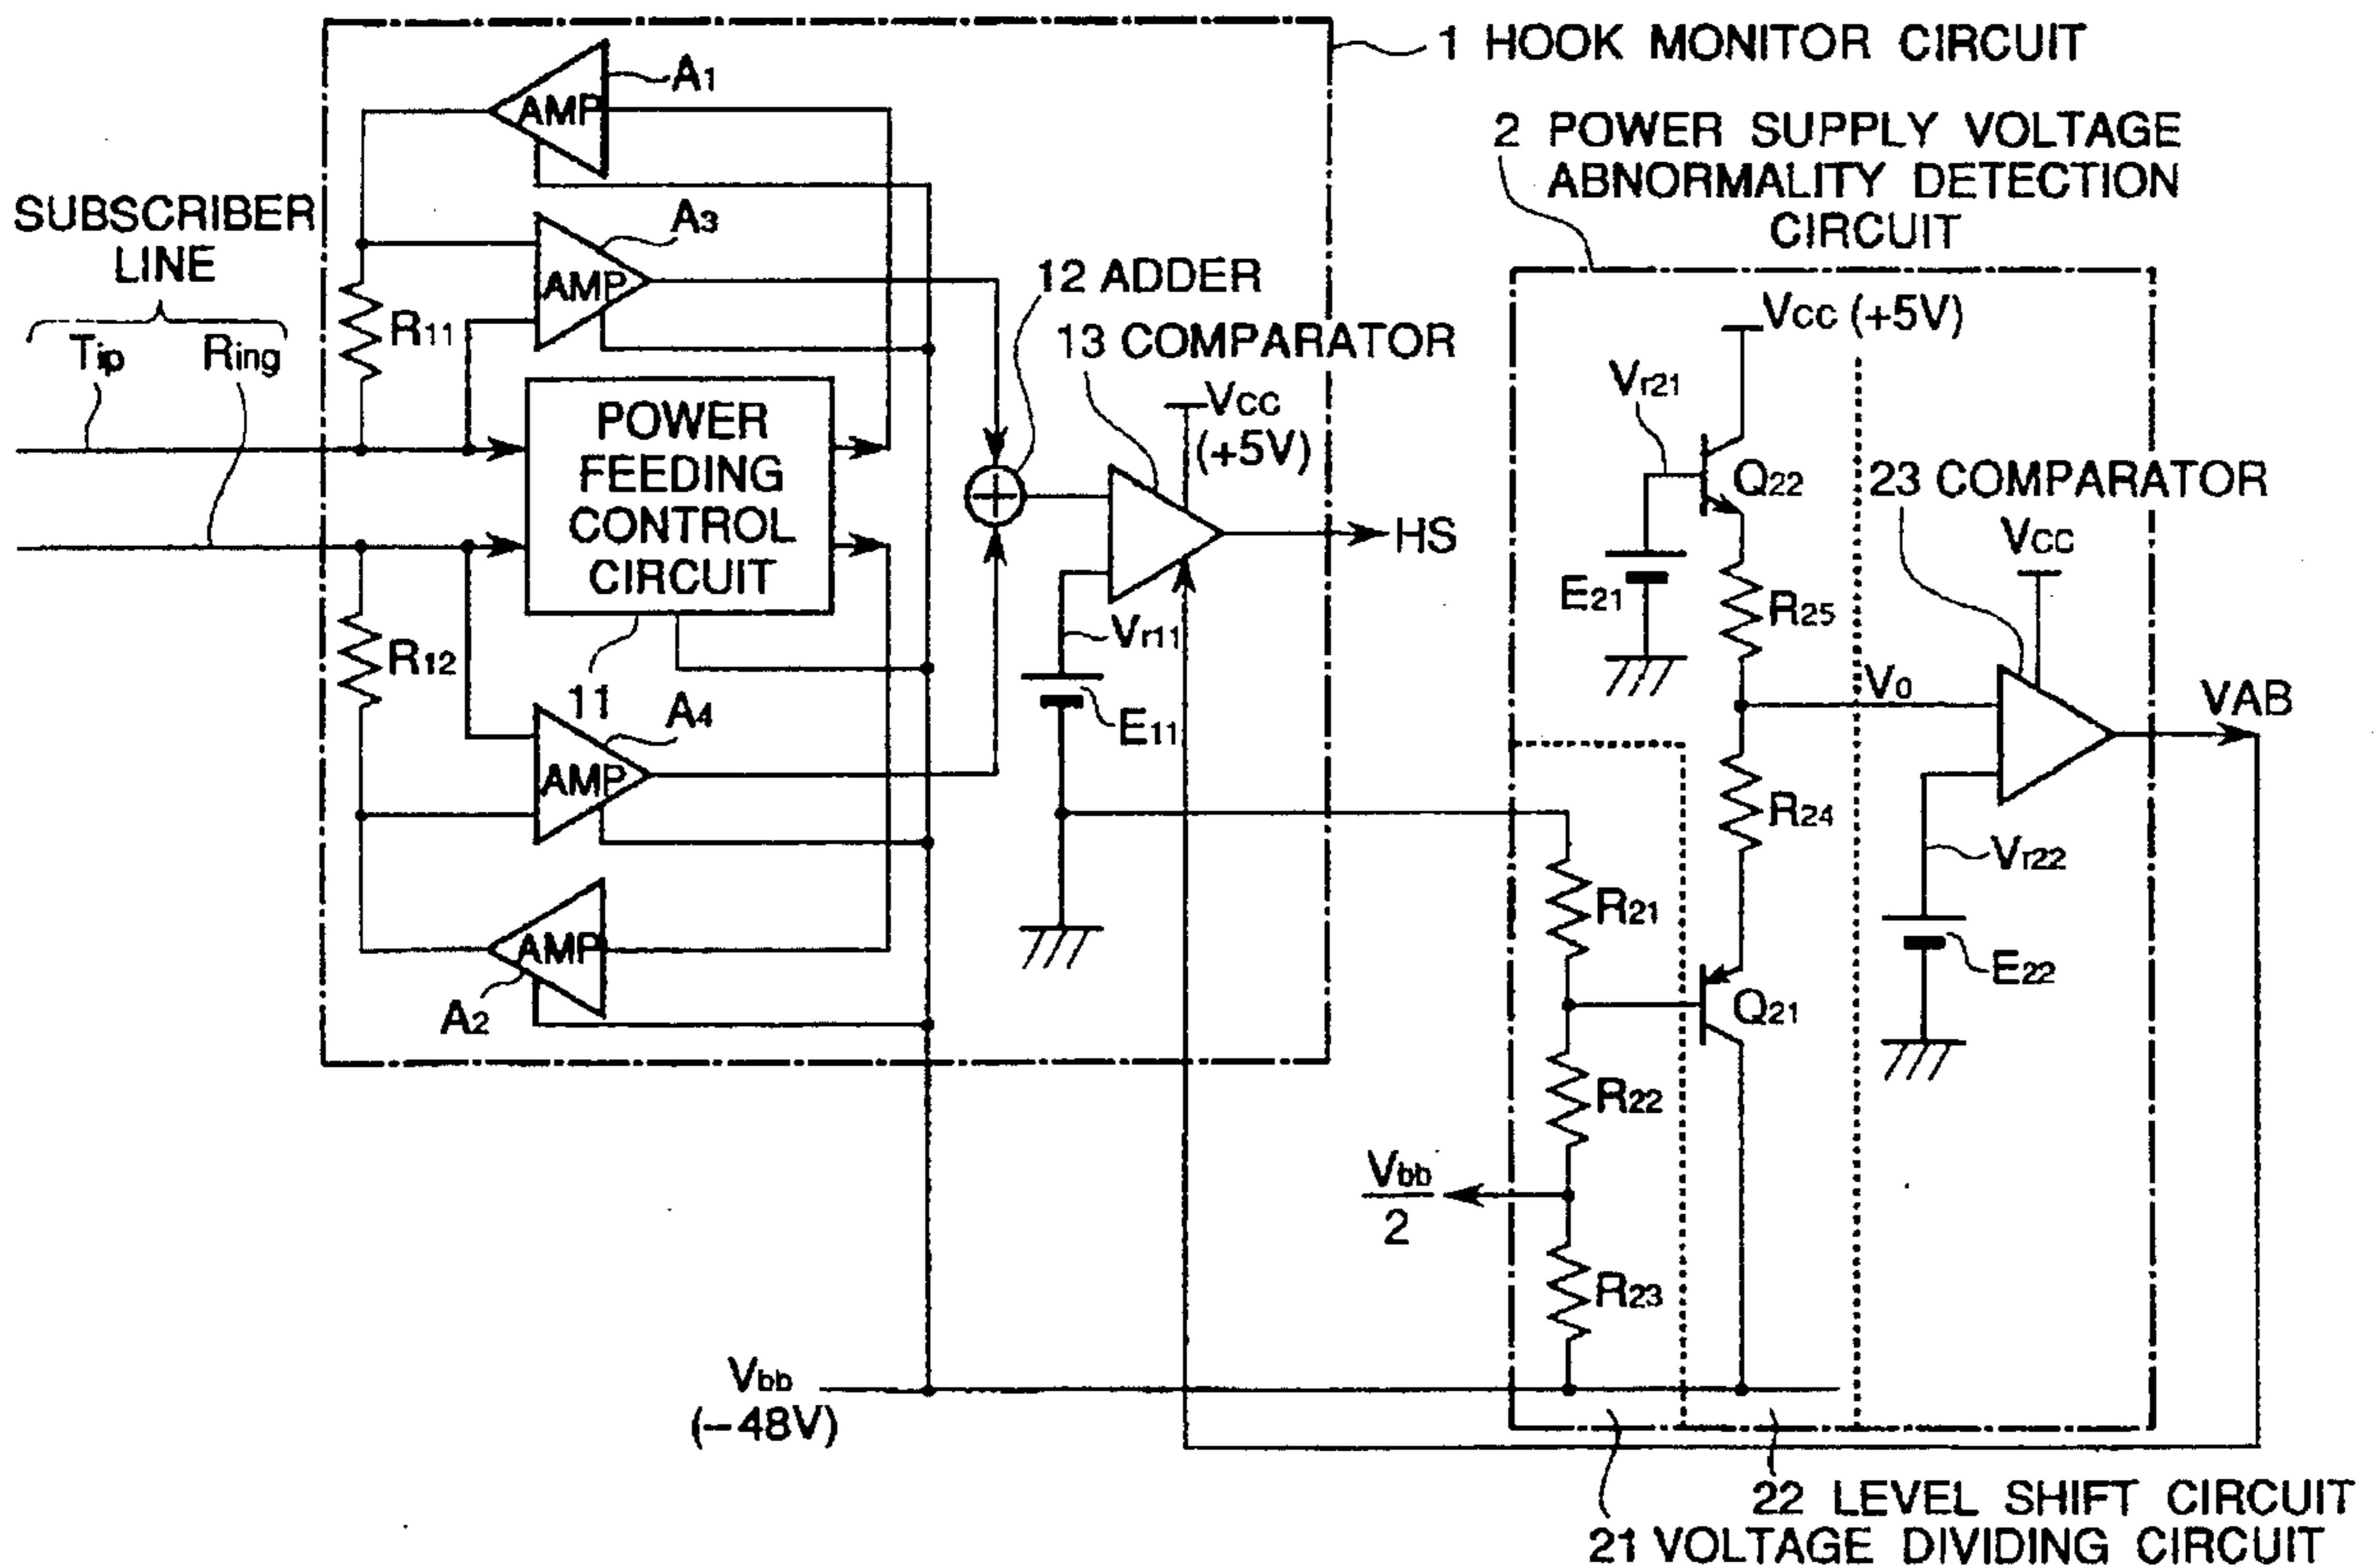 1 HOOK MONITOR CIRCUIT
2 POWER SUPPLY VOLTAGE
ABNORMALITY DETECTION
CIRCUIT
SUBSCRIBER
LINE
Tip
Ring
AMP
A1
AMP
A3
R11
POWER
FEEDING
CONTROL
CIRCUIT
11
R12
AMP
A4
AMP
A2
12 ADDER
13 COMPARATOR
Vcc
(+5V)
HS
Vr11
E11
Vcc (+5V)
Vr21
Q22
E21
R25
23 COMPARATOR
Vcc
V0
VAB
R24
Vr22
E22
R21
Q21
R22
Vbb
2
R23
Vbb
(-48V)
22 LEVEL SHIFT CIRCUIT
21 VOLTAGE DIVIDING CIRCUIT